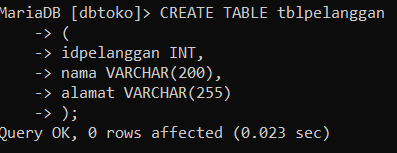 MariaDB [dbtoko]> CREATE TABLE tblpelanggan
    -> (
    -> idpelanggan INT,
    -> nama VARCHAR(200),
    -> alamat VARCHAR(255)
    -> );
Query OK, 0 rows affected (0.023 sec)